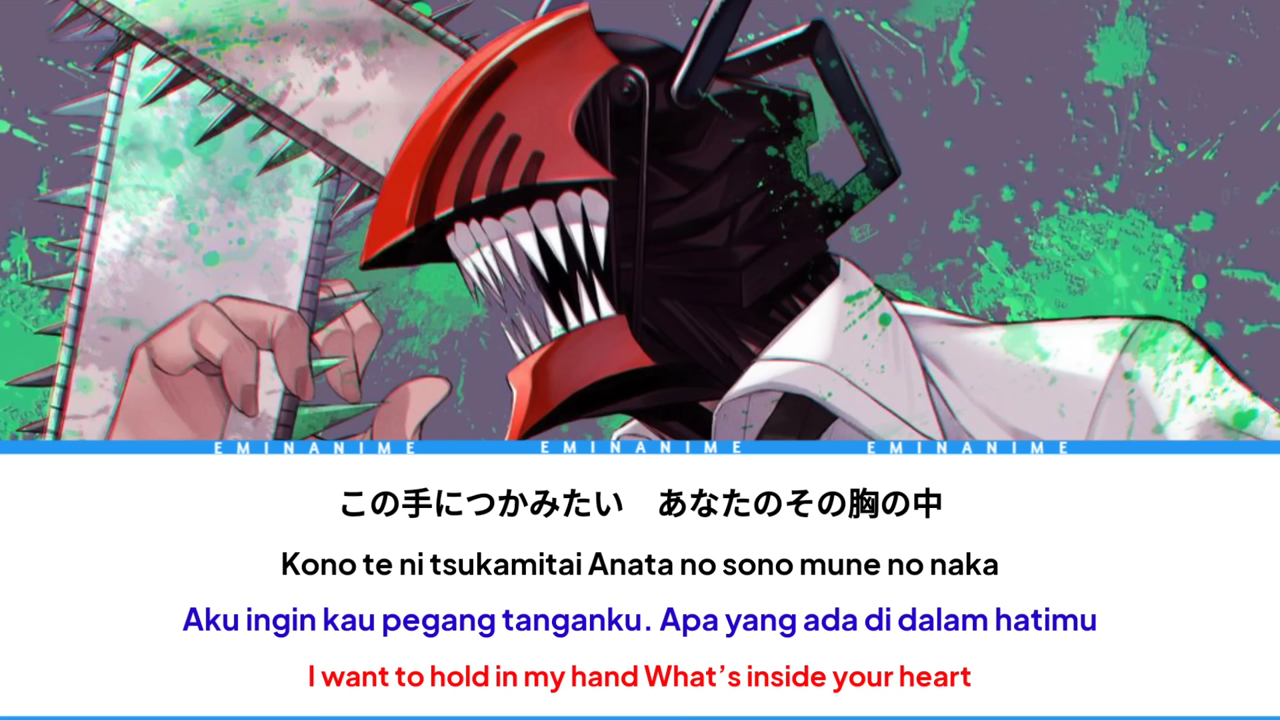 EMINANIME EMINANIME EMINANIME
この手につかみたい　あなたのその胸の中
Kono te ni tsukamitai Anata no sono mune no naka
Aku ingin kau pegang tanganku. Apa yang ada di dalam hatimu
I want to hold in my hand What's inside your heart